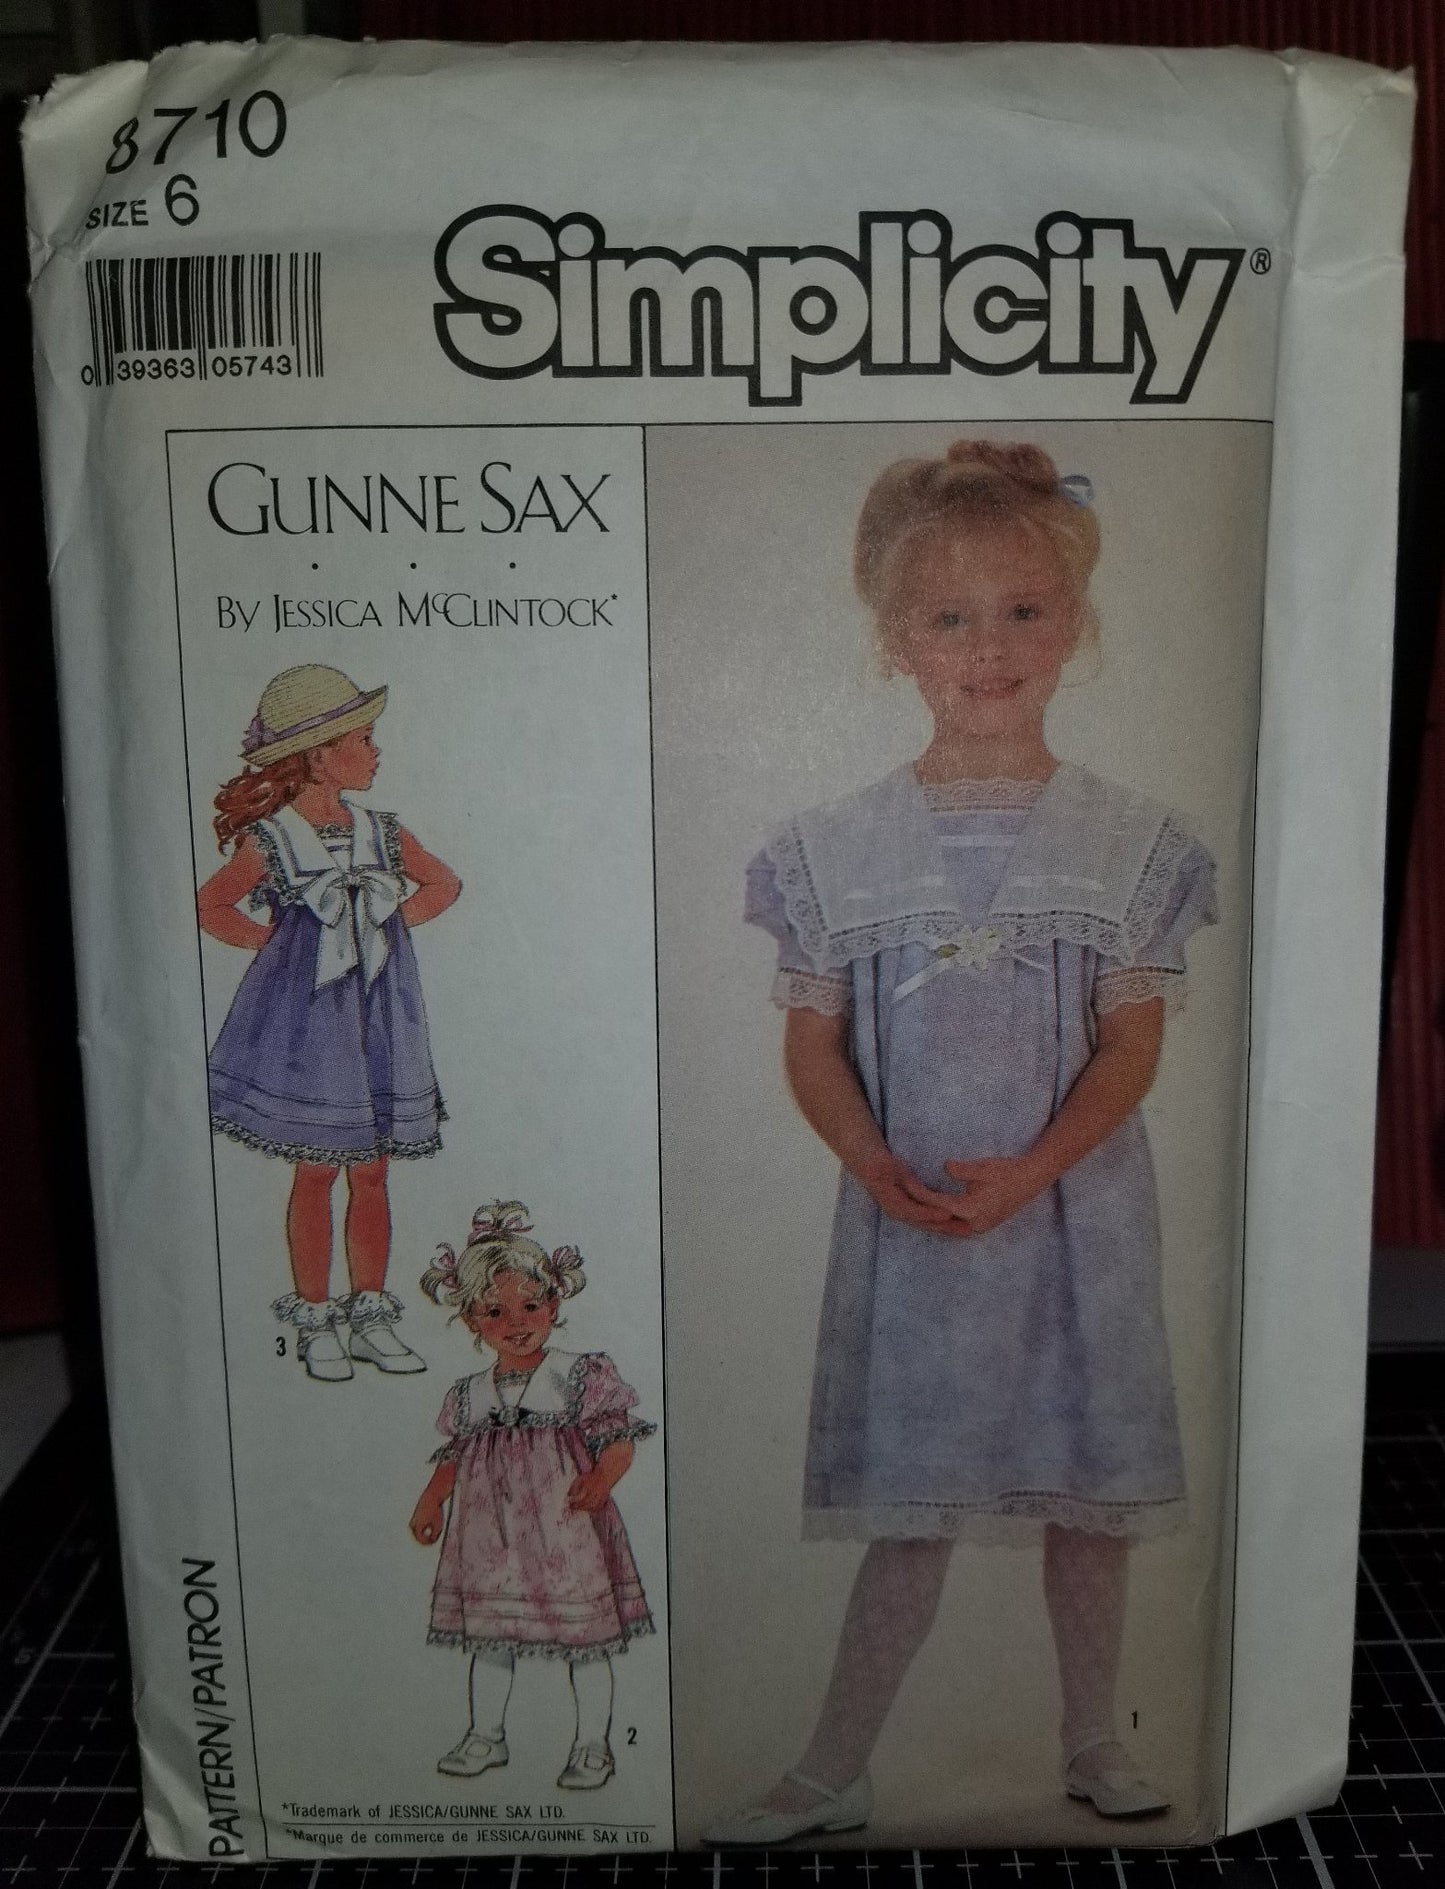 8710
SIZE 6
0 39363 05743
Simplicity®
GUNNE SAX
• • •
BY JESSICA McCLINTOCK*
3
2
1
PATTERN/PATRON
*Trademark of JESSICA/GUNNE SAX LTD.
*Marque de commerce de JESSICA/GUNNE SAX LTD.